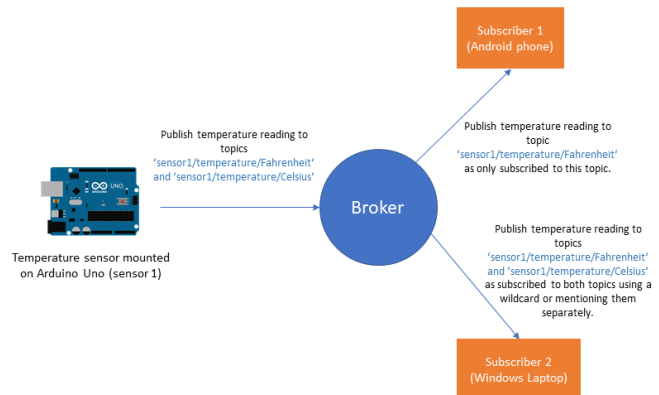 Subscriber 1
(Android phone)
Publish temperature reading to
topics
‘sensor1/temperature/Fahrenheit’
and ‘sensor1/temperature/Celsius’
Publish temperature reading to
topic
‘sensor1/temperature/Fahrenheit’
as only subscribed to this topic.
UNO
Broker
Temperature sensor mounted
on Arduino Uno (sensor 1)
Publish temperature reading to
topics
‘sensor1/temperature/Fahrenheit’
and ‘sensor1/temperature/Celsius’
as subscribed to both topics using a
wildcard or mentioning them
separately.
Subscriber 2
(Windows Laptop)